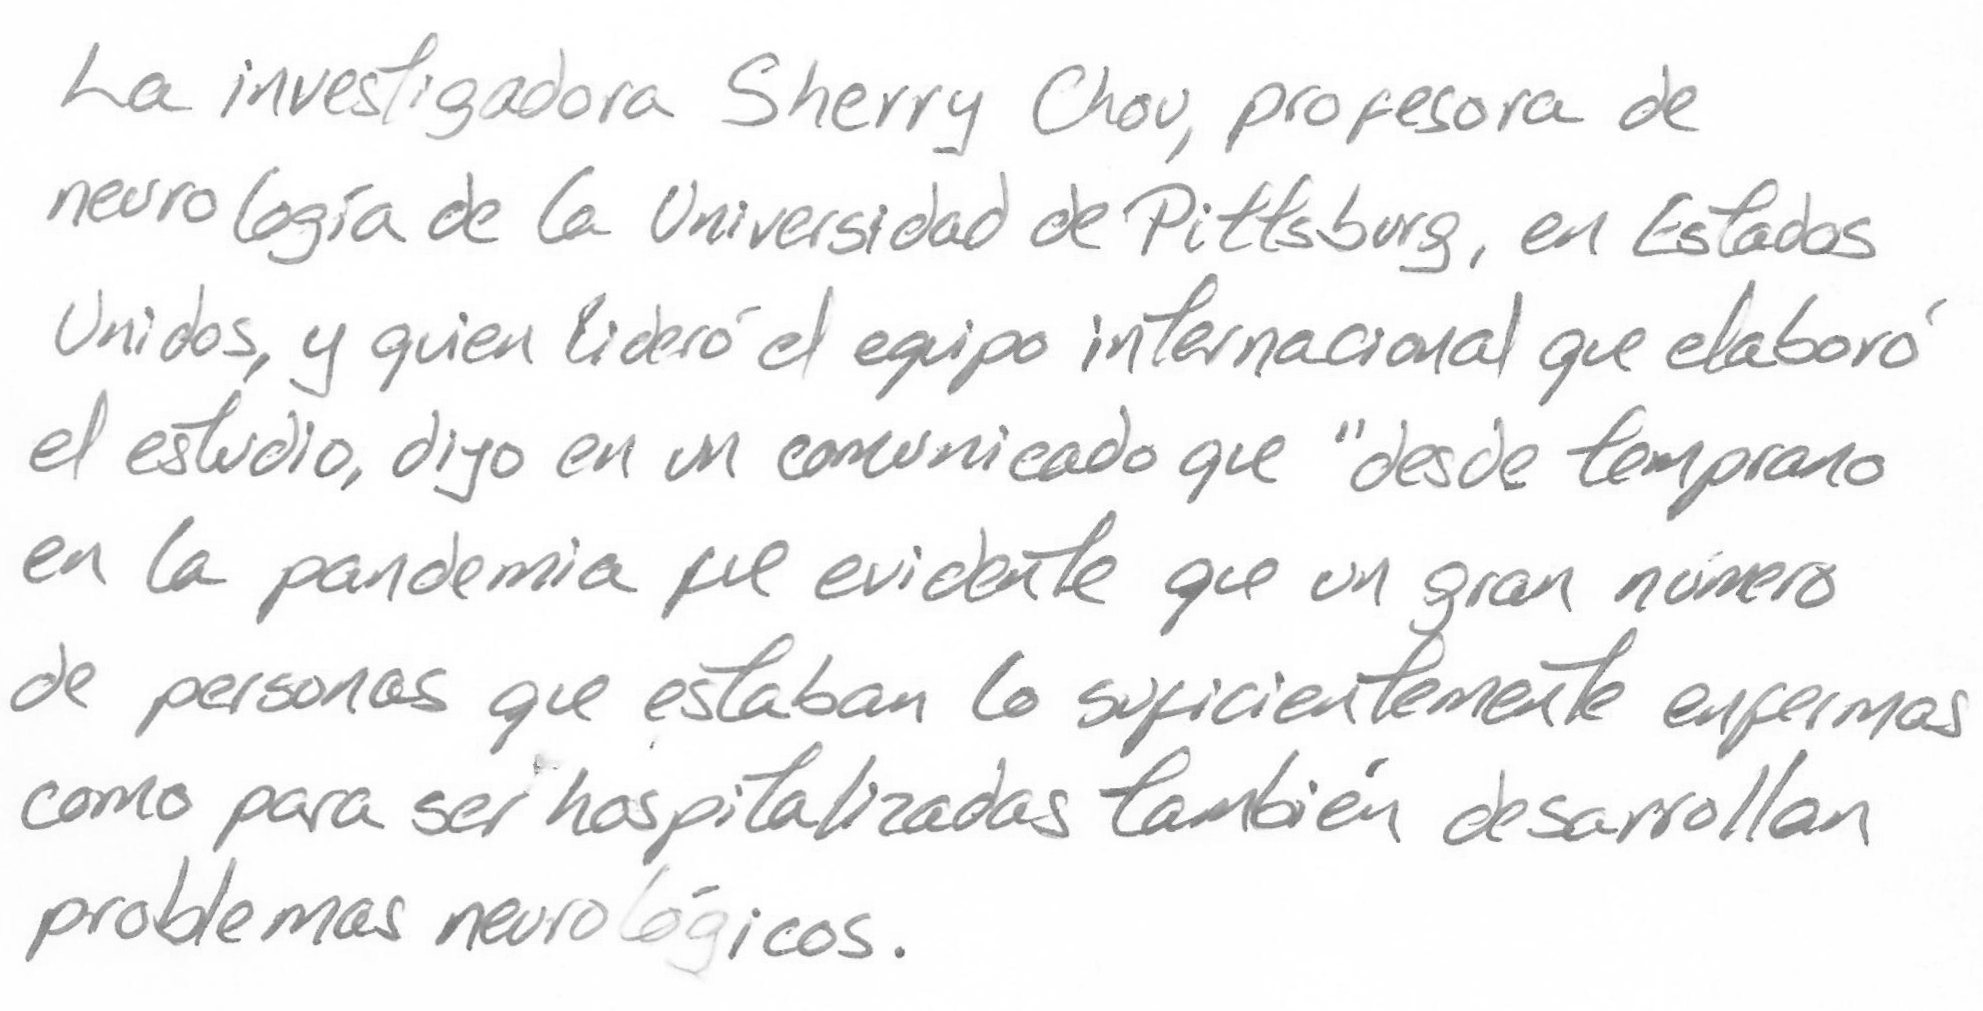 La investigadora Sherry Chou, profesora de
neurología de la Universidad de Pittsburg, en Estados
Unidos, y quien lideró el equipo internacional que elaboró
el estudio, dijo en un comunicado que "desde temprano
en la pandemia fue evidente que un gran número
de personas que estaban lo suficientemente enfermas
como para ser hospitalizadas también desarrollan
problemas neurológicos.